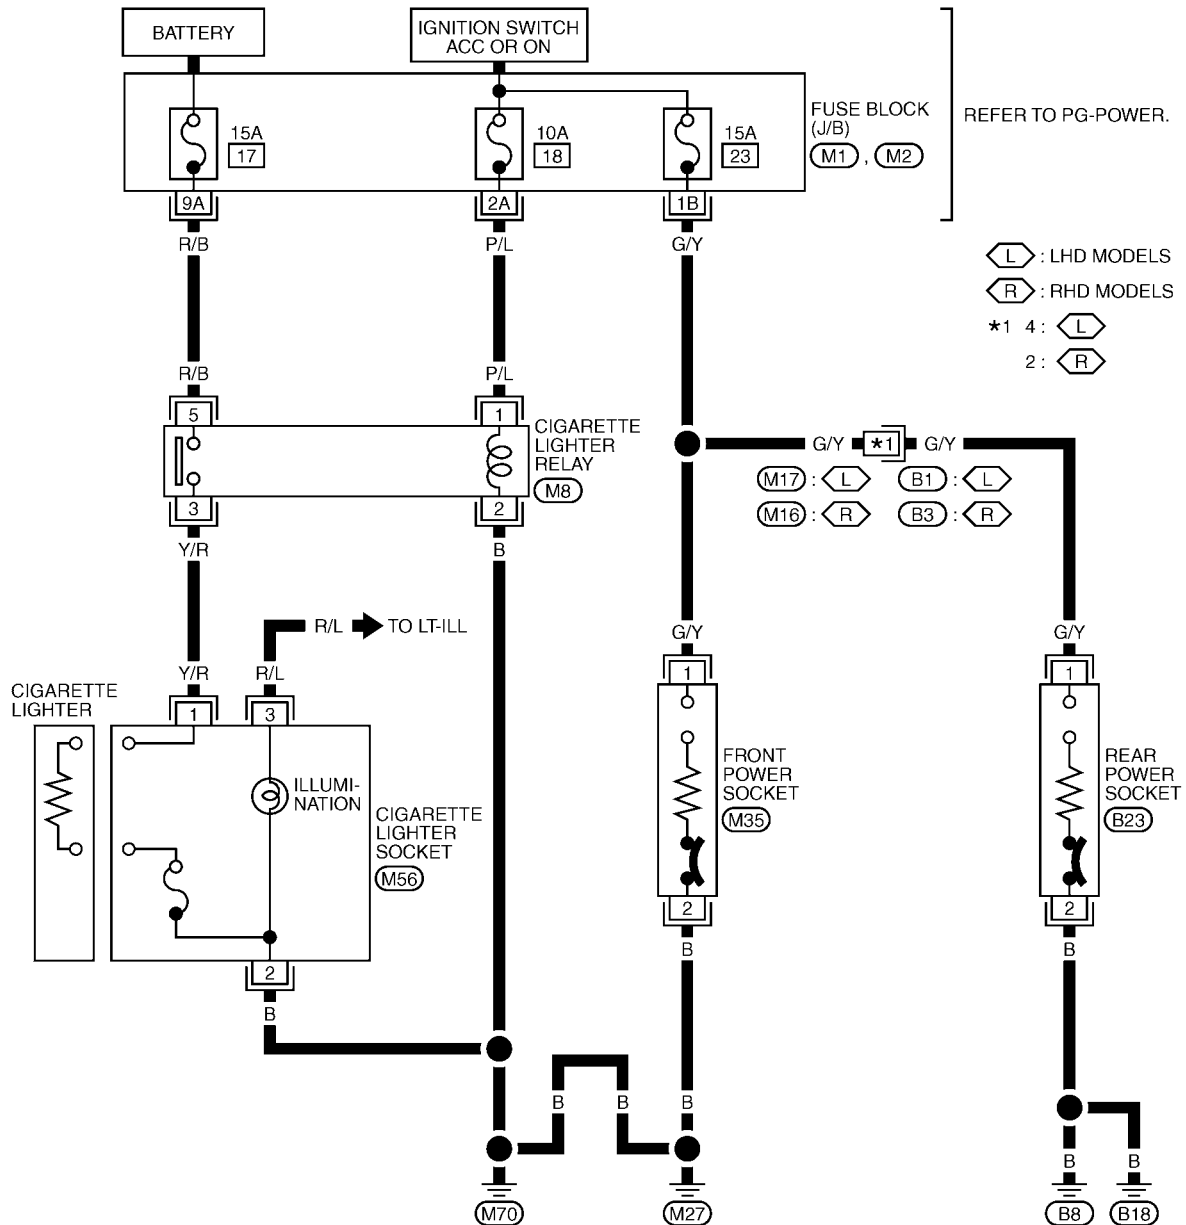 BATTERY
IGNITION SWITCH
ACC OR ON
15A
17
10A
18
15A
23
FUSE BLOCK
(J/B)
M1 , M2
REFER TO PG-POWER.
9A
2A
1B
R/B
P/L
G/Y
L : LHD MODELS
R : RHD MODELS
*1 4 : L
2 : R
R/B
P/L
5
1
CIGARETTE
LIGHTER
RELAY
M8
3
2
Y/R
B
G/Y
*1
G/Y
M17 : L
B1 : L
M16 : R
B3 : R
R/L
TO LT-ILL
Y/R
R/L
G/Y
G/Y
CIGARETTE
LIGHTER
1
3
ILLUMI-
NATION
CIGARETTE
LIGHTER
SOCKET
M56
2
B
1
FRONT
POWER
SOCKET
M35
2
B
1
REAR
POWER
SOCKET
B23
2
B
B
B
B
B
B
M70
M27
B8
B18